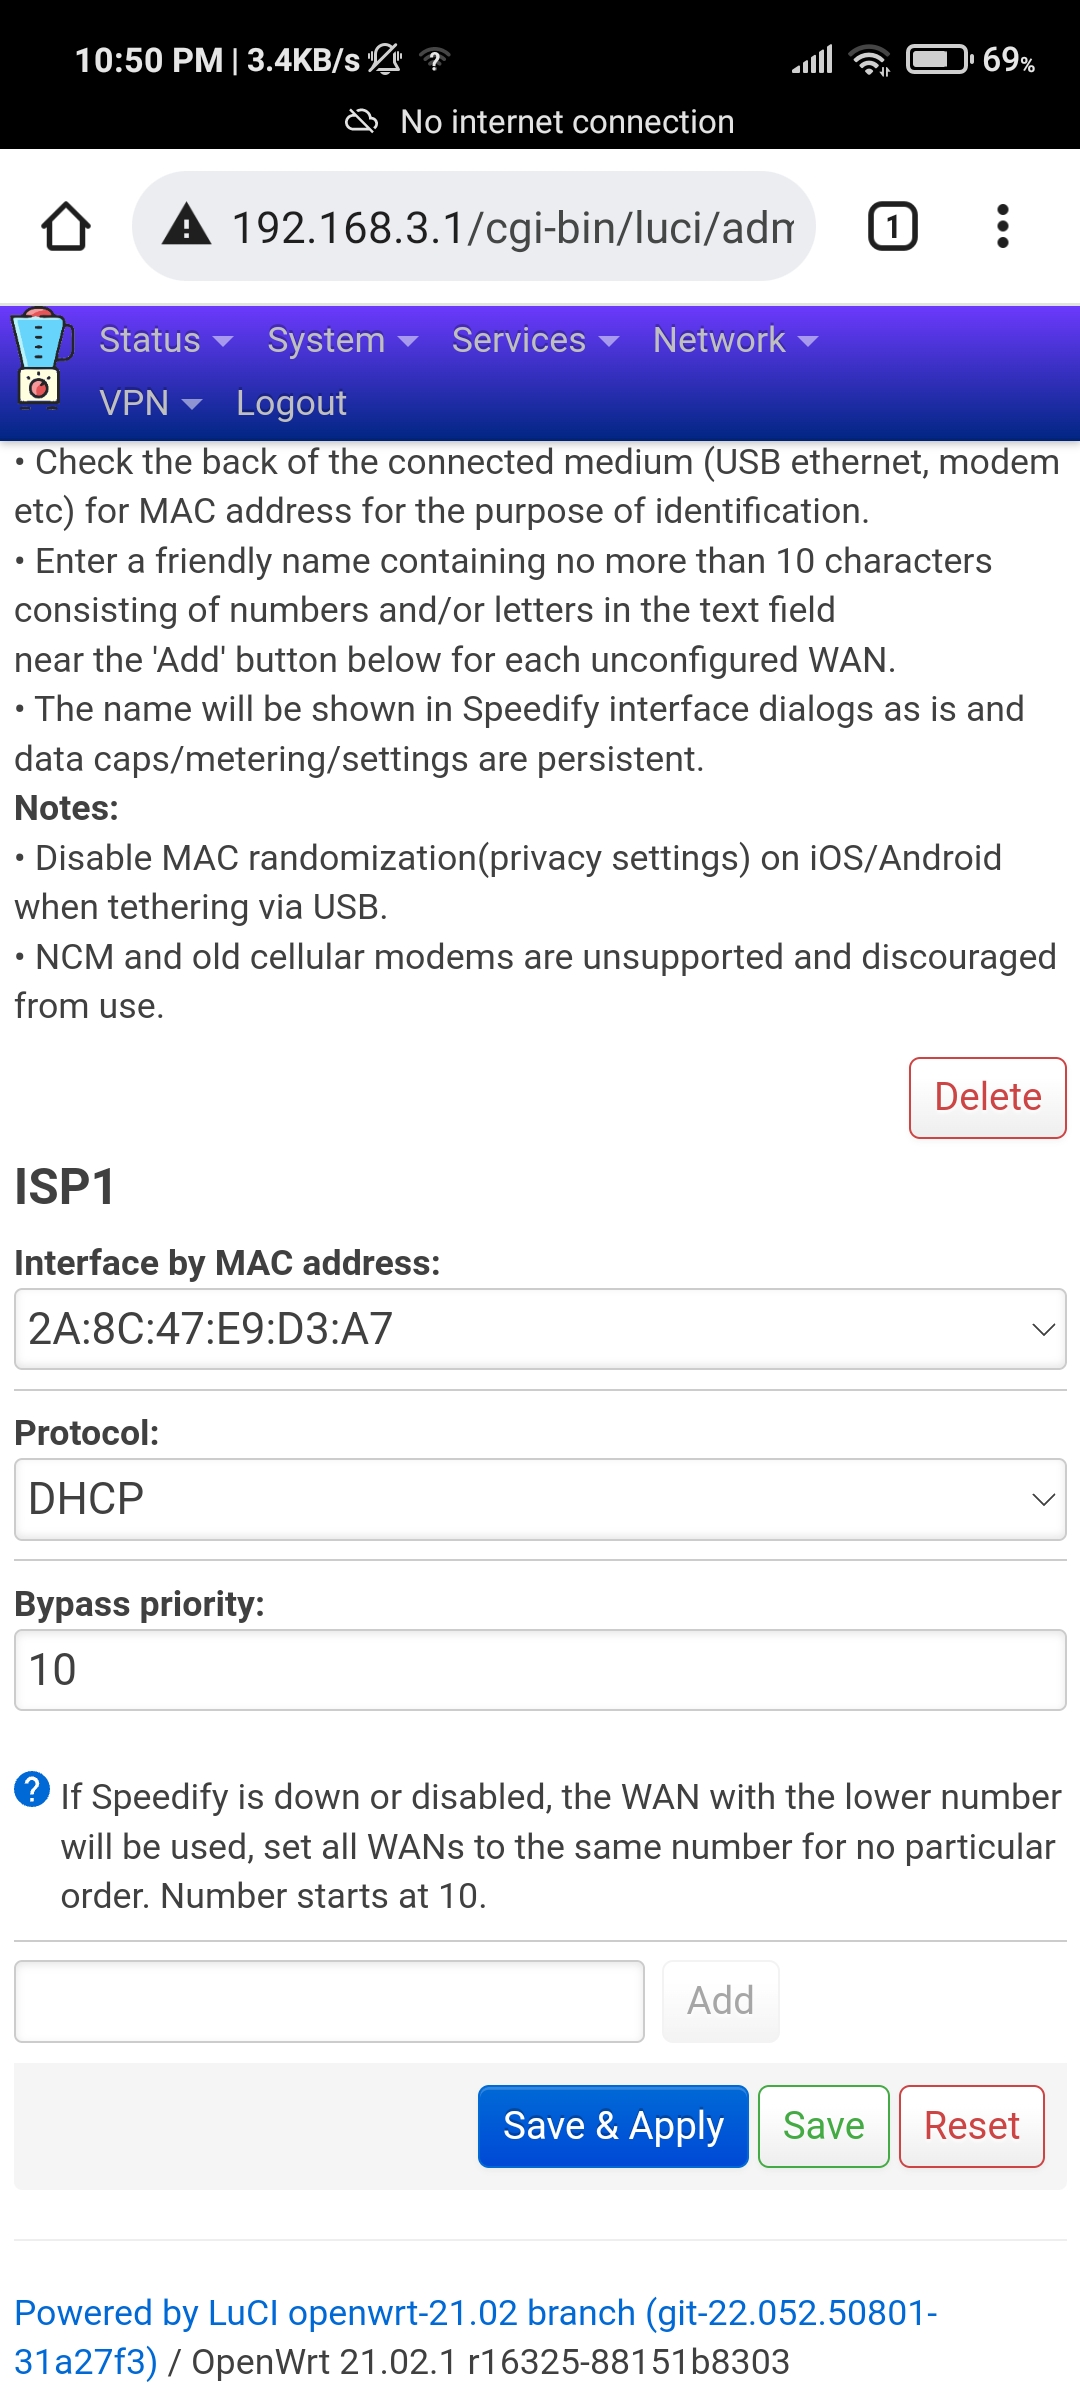 10:50 PM | 3.4KB/s
69%
No internet connection
192.168.3.1/cgi-bin/luci/adm
1
Status System Services Network
VPN Logout
• Check the back of the connected medium (USB ethernet, modem
etc) for MAC address for the purpose of identification.
• Enter a friendly name containing no more than 10 characters
consisting of numbers and/or letters in the text field
near the 'Add' button below for each unconfigured WAN.
• The name will be shown in Speedify interface dialogs as is and
data caps/metering/settings are persistent.
Notes:
• Disable MAC randomization(privacy settings) on iOS/Android
when tethering via USB.
• NCM and old cellular modems are unsupported and discouraged
from use.
Delete
ISP1
Interface by MAC address:
2A:8C:47:E9:D3:A7
Protocol:
DHCP
Bypass priority:
10
? If Speedify is down or disabled, the WAN with the lower number
will be used, set all WANs to the same number for no particular
order. Number starts at 10.
Add
Save & Apply Save Reset
Powered by LuCI openwrt-21.02 branch (git-22.052.50801-
31a27f3) / OpenWrt 21.02.1 r16325-88151b8303